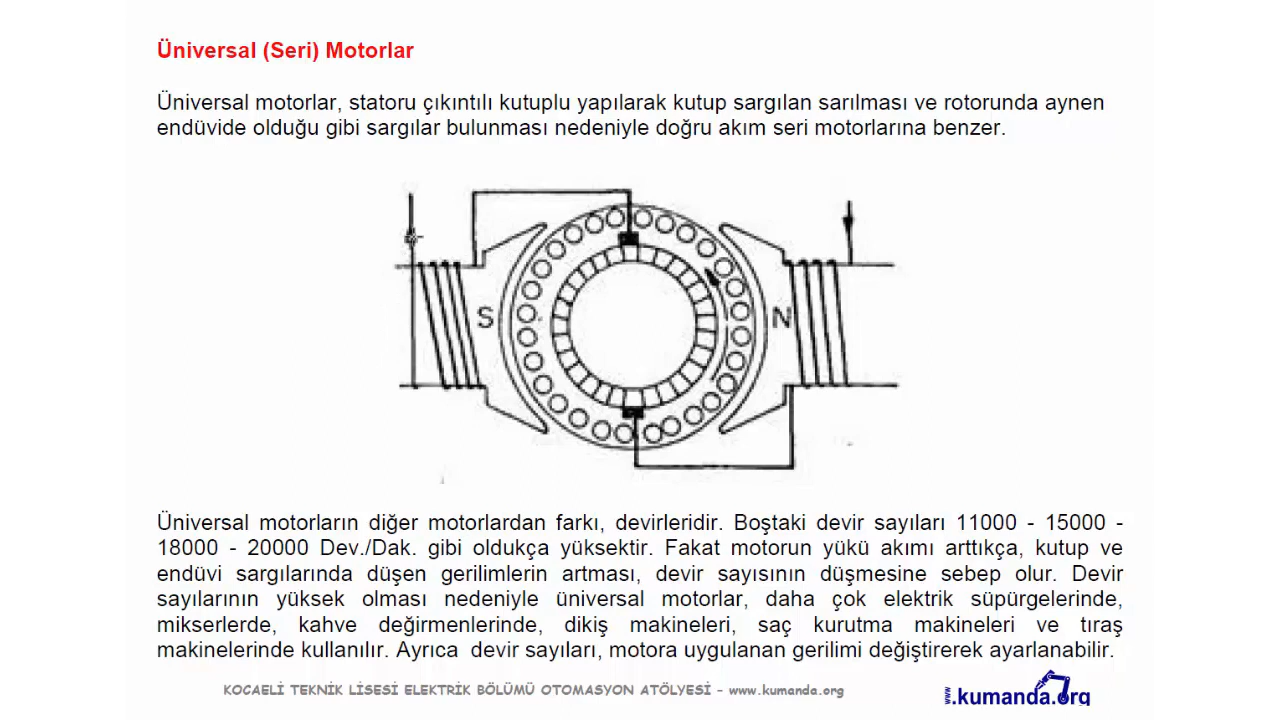 Üniversal (Seri) Motorlar
Üniversal motorlar, statoru çıkıntılı kutuplu yapılarak kutup sargılan sarılması ve rotorunda aynen
endüvide olduğu gibi sargılar bulunması nedeniyle doğru akım seri motorlarına benzer.
S
N
Üniversal motorların diğer motorlardan farkı, devirleridir. Boştaki devir sayıları 11000 - 15000 -
18000 - 20000 Dev./Dak. gibi oldukça yüksektir. Fakat motorun yükü akımı arttıkça, kutup ve
endüvi sargılarında düşen gerilimlerin artması, devir sayısının düşmesine sebep olur. Devir
sayılarının yüksek olması nedeniyle üniversal motorlar, daha çok elektrik süpürgelerinde,
mikserlerde, kahve değirmenlerinde, dikiş makineleri, saç kurutma makineleri ve tıraş
makinelerinde kullanılır. Ayrıca  devir sayıları, motora uygulanan gerilimi değiştirerek ayarlanabilir.
KOCAELİ TEKNİK LİSESİ ELEKTRİK BÖLÜMÜ OTOMASYON ATÖLYESİ - www.kumanda.org
www.kumanda.org